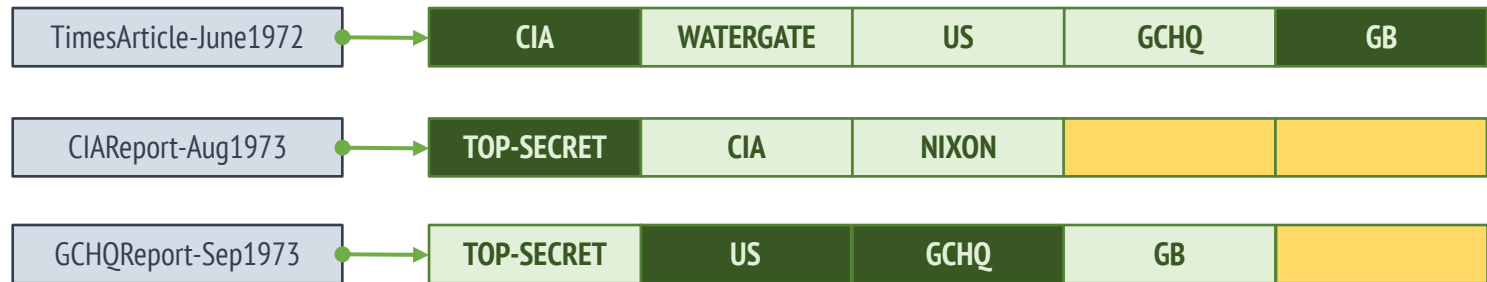 TimesArticle-June1972 CIA WATERGATE US GCHQ GB
CIAReport-Aug1973 TOP-SECRET CIA NIXON
GCHQReport-Sep1973 TOP-SECRET US GCHQ GB